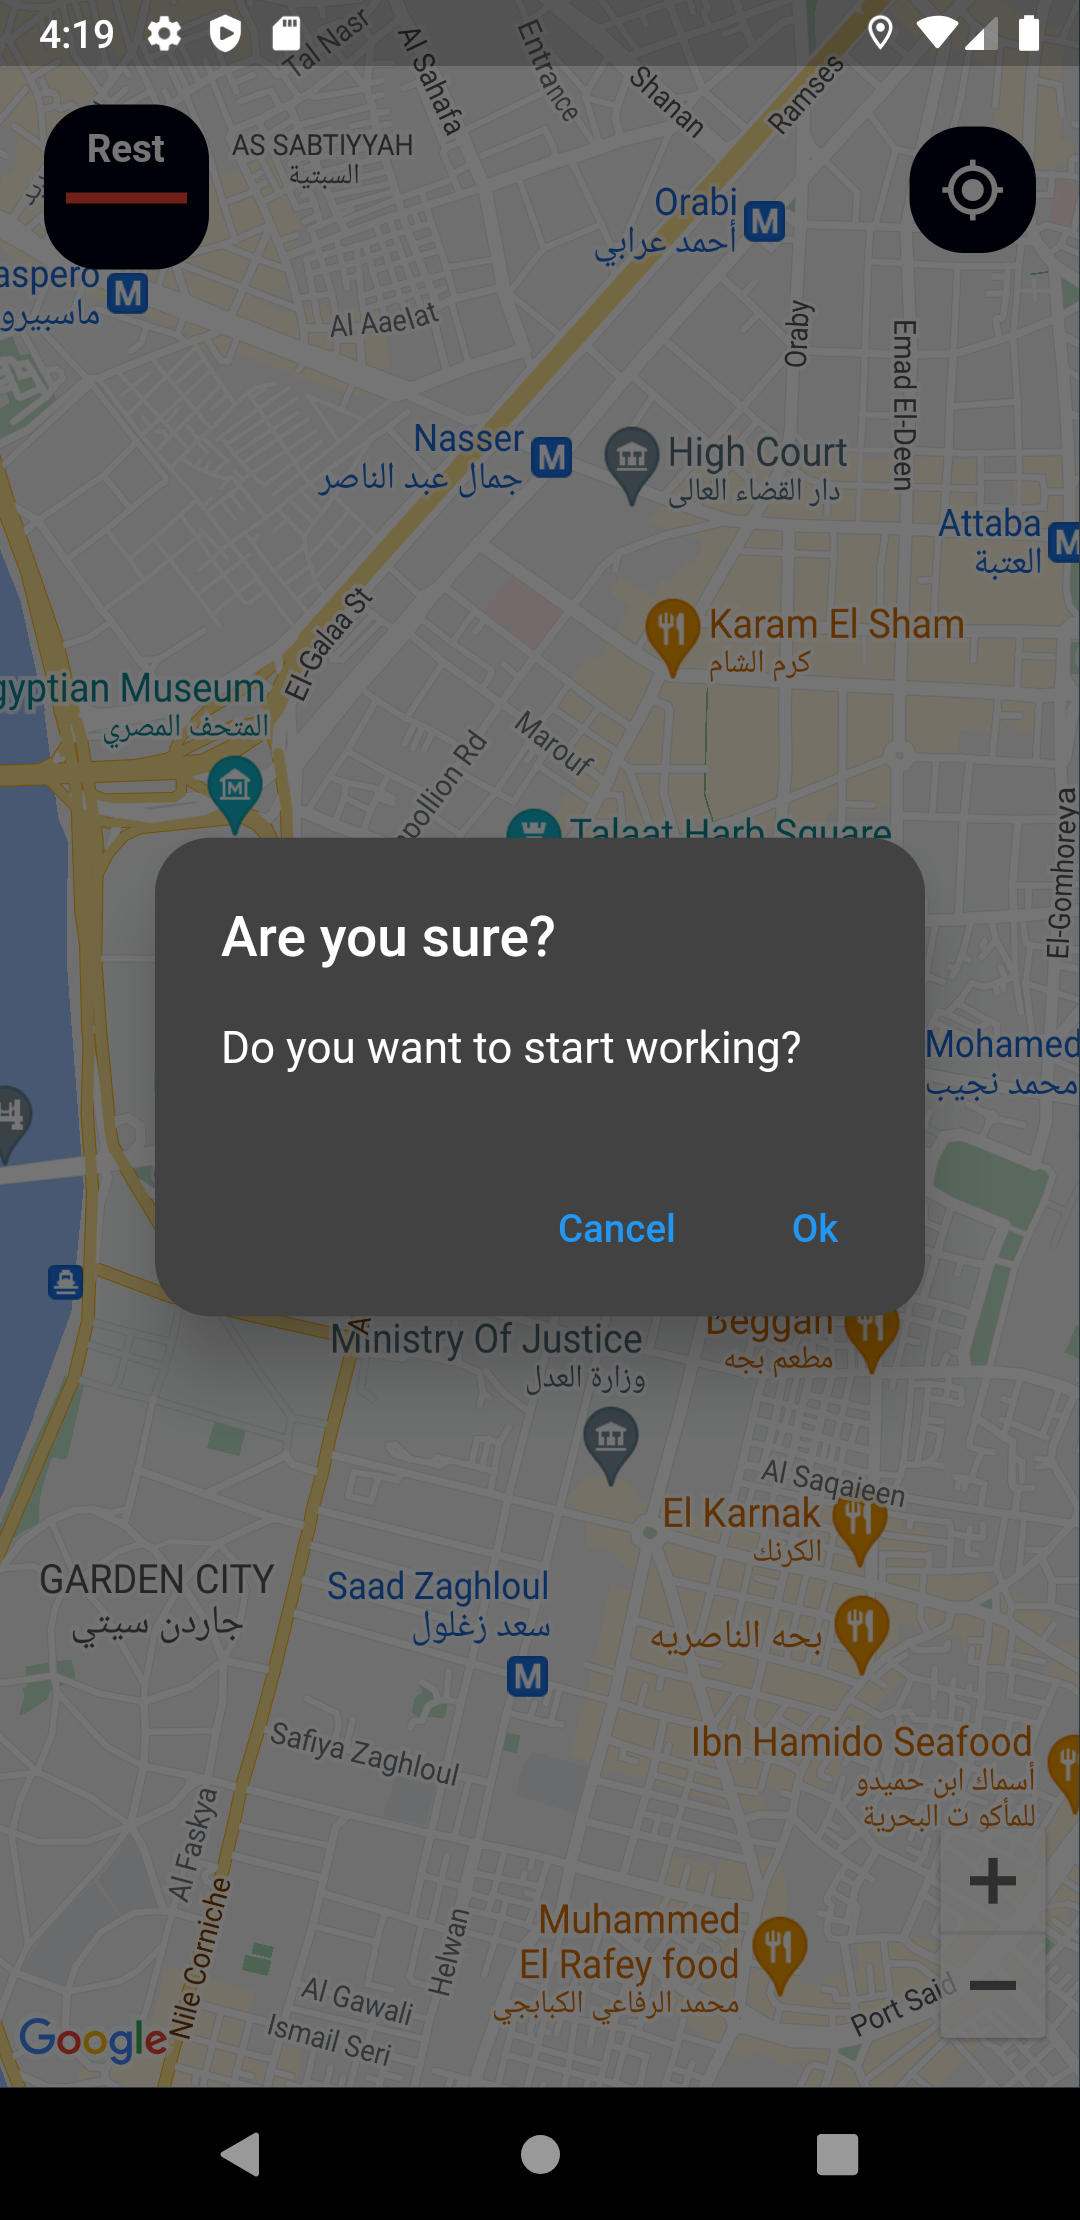 4:19
Tal Nasr
Al Sahafa
Entrance
Shanan
Ramses
Rest
AS SABTIYYAH
السبتية
Orabi
أحمد عرابي
M
aspero
ماسبيرو
M
Al Aaelat
Oraby
Emad El-Deen
Nasser
جمال عبد الناصر
M
High Court
دار القضاء العالى
Attaba
العتبة
M
El-Galaa St
Karam El Sham
كرم الشام
gyptian Museum
المتحف المصري
M
Marouf
pollion Rd
Talaat Harb Square
El-Gomhoreya
Are you sure?
Do you want to start working?
Cancel
Ok
Mohamed
محمد نجيب
Ministry Of Justice
وزارة العدل
Beggah
مطعم بجه
Al Saqaieen
El Karnak
الكرنك
GARDEN CITY
جاردن سيتي
Saad Zaghloul
سعد زغلول
M
بحه الناصريه
Safiya Zaghloul
Ibn Hamido Seafood
أسماك ابن حميدو
للمأكو ت البحرية
Al Faskya
Nile Corniche
Helwan
Muhammed
El Rafey food
محمد الرفاعي الكبابجي
Al Gawali
Ismail Seri
Port Said
Google